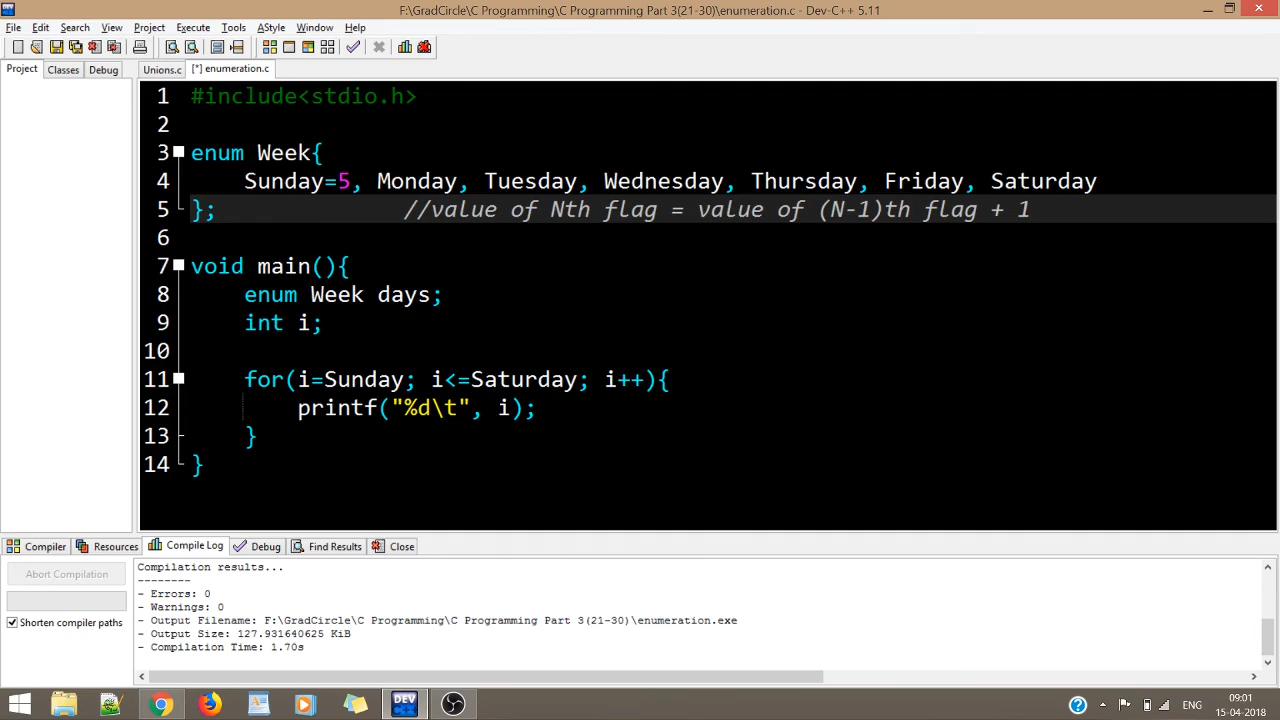 F:\GradCircle\C Programming\C Programming Part 3(21-30)\enumeration.c - Dev-C++ 5.11
File Edit Search View Project Execute Tools AStyle Window Help
Project Classes Debug Unions.c [*] enumeration.c
1 #include<stdio.h>
2
3 enum Week{
4 Sunday=5, Monday, Tuesday, Wednesday, Thursday, Friday, Saturday
5 }; //value of Nth flag = value of (N-1)th flag + 1
6
7 void main(){
8 enum Week days;
9 int i;
10
11 for(i=Sunday; i<=Saturday; i++){
12 printf("%d\t", i);
13 }
14 }
Compiler Resources Compile Log Debug Find Results Close
Abort Compilation
Shorten compiler paths
Compilation results...
--------
- Errors: 0
- Warnings: 0
- Output Filename: F:\GradCircle\C Programming\C Programming Part 3(21-30)\enumeration.exe
- Output Size: 127.931640625 KiB
- Compilation Time: 1.70s
DEV
ENG
09:01
15-04-2018